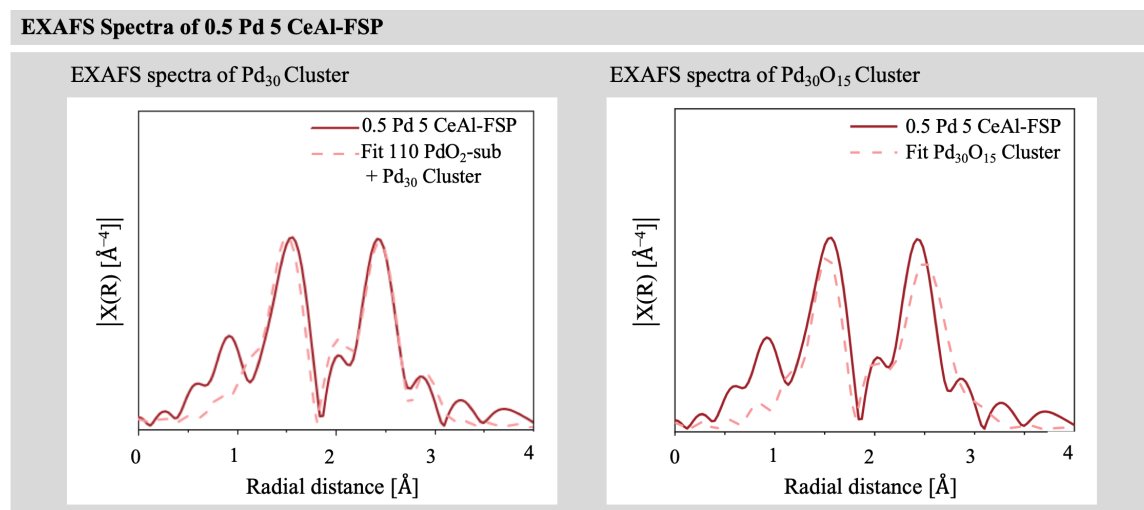 EXAFS Spectra of 0.5 Pd 5 CeAl-FSP
EXAFS spectra of Pd₃₀ Cluster
0.5 Pd 5 CeAl-FSP
Fit 110 PdO₂-sub
+ Pd₃₀ Cluster
|X(R) [Å⁻⁴]|
0 1 2 3 4
Radial distance [Å]
EXAFS spectra of Pd₃₀O₁₅ Cluster
0.5 Pd 5 CeAl-FSP
Fit Pd₃₀O₁₅ Cluster
|X(R) [Å⁻⁴]|
0 1 2 3 4
Radial distance [Å]